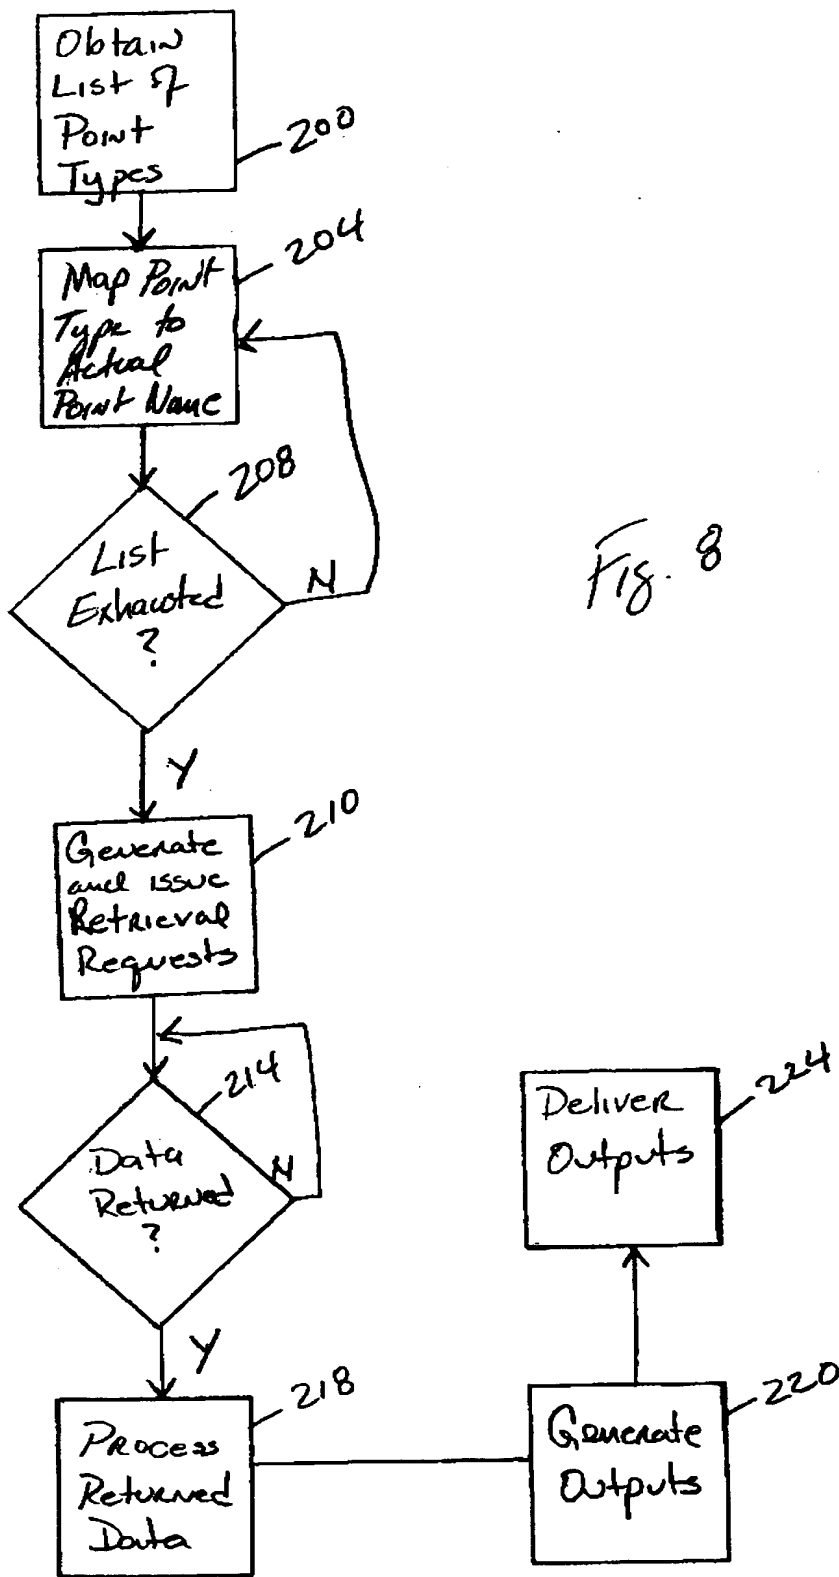 Obtain
List of
Point
Types
200
Map Point
Type to
Actual
Point Name
204
List
Exhausted
?
208
N
Y
Fig. 8
Generate
and issue
Retrieval
Requests
210
Data
Returned
?
214
N
Y
Process
Returned
Data
218
Generate
Outputs
220
Deliver
Outputs
224